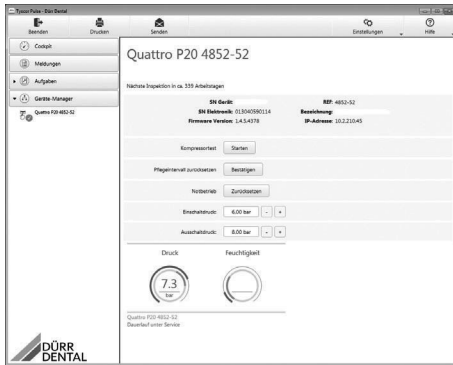 Tyscor Pulse - Dürr Dental
Beenden
Drucken
Senden
Einstellungen
Hilfe
Cockpit
Meldungen
Aufgaben
Geräte-Manager
Quattro P20 4852-52
Quattro P20 4852-52
Nächste Inspektion in ca. 339 Arbeitstagen
SN Gerät:
REF: 4852-52
SN Elektronik: 013040590114
Bezeichnung:
Firmware Version: 1.4.5.4378
IP-Adresse: 10.2.210.45
Kompressortest Starten
Pflegeintervall zurücksetzen Bestätigen
Notbetrieb Zurücksetzen
Einschaltdruck: 6,00 bar - +
Ausschaltdruck: 8,00 bar - +
Druck
Feuchtigkeit
7.3
bar
Quattro P20 4852-52
Dauerlauf unter Service
DÜRR
DENTAL